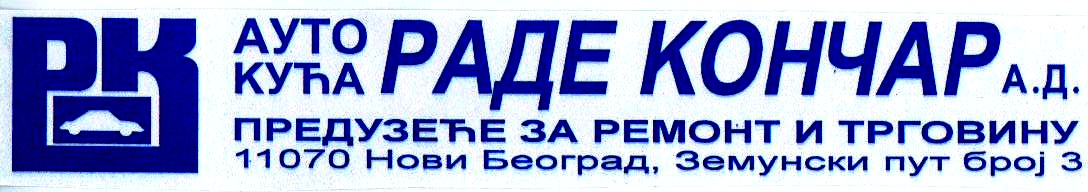 РК
АУТО
КУЋА
РАДЕ КОНЧАР А.Д.
ПРЕДУЗЕЋЕ ЗА РЕМОНТ И ТРГОВИНУ
11070 Нови Београд, Земунски пут број 3